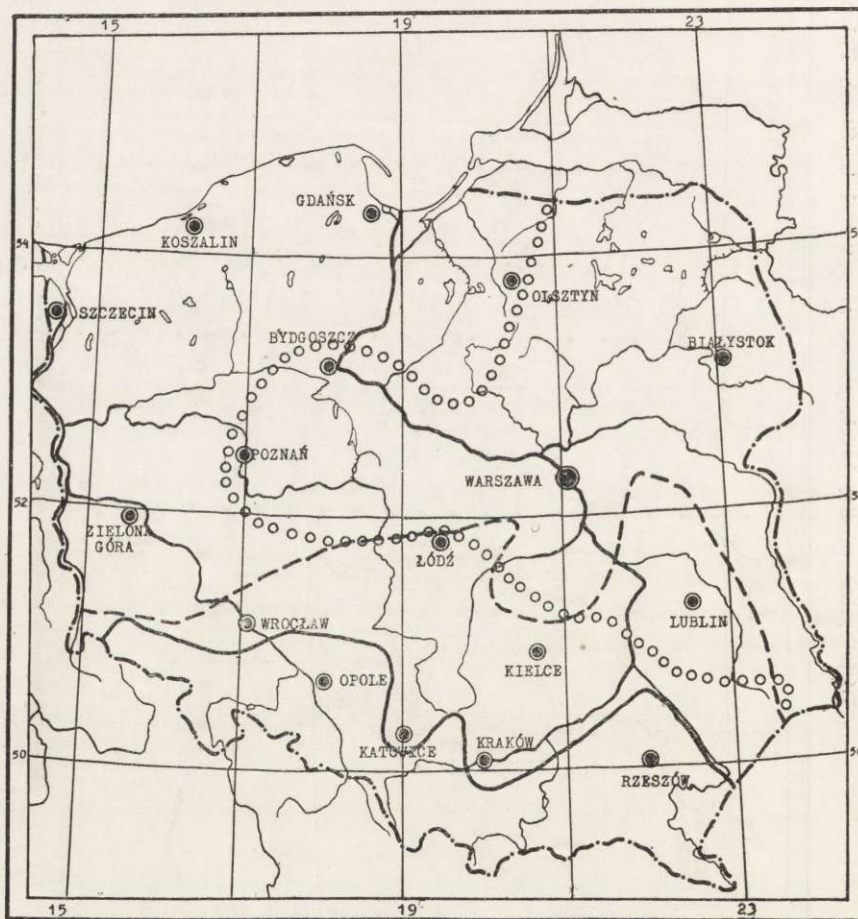 15 19 23
GDAŃSK
KOSZALIN
54
OLSZTYN
SZCZECIN
BYDGOSZCZ
BIAŁYSTOK
POZNAŃ
WARSZAWA
52
ZIELONA
GÓRA
ŁÓDŹ
LUBLIN
WROCŁAW
KIELCE
OPOLE
50
KATOWICE
KRAKÓW
RZESZÓW
15 19 23